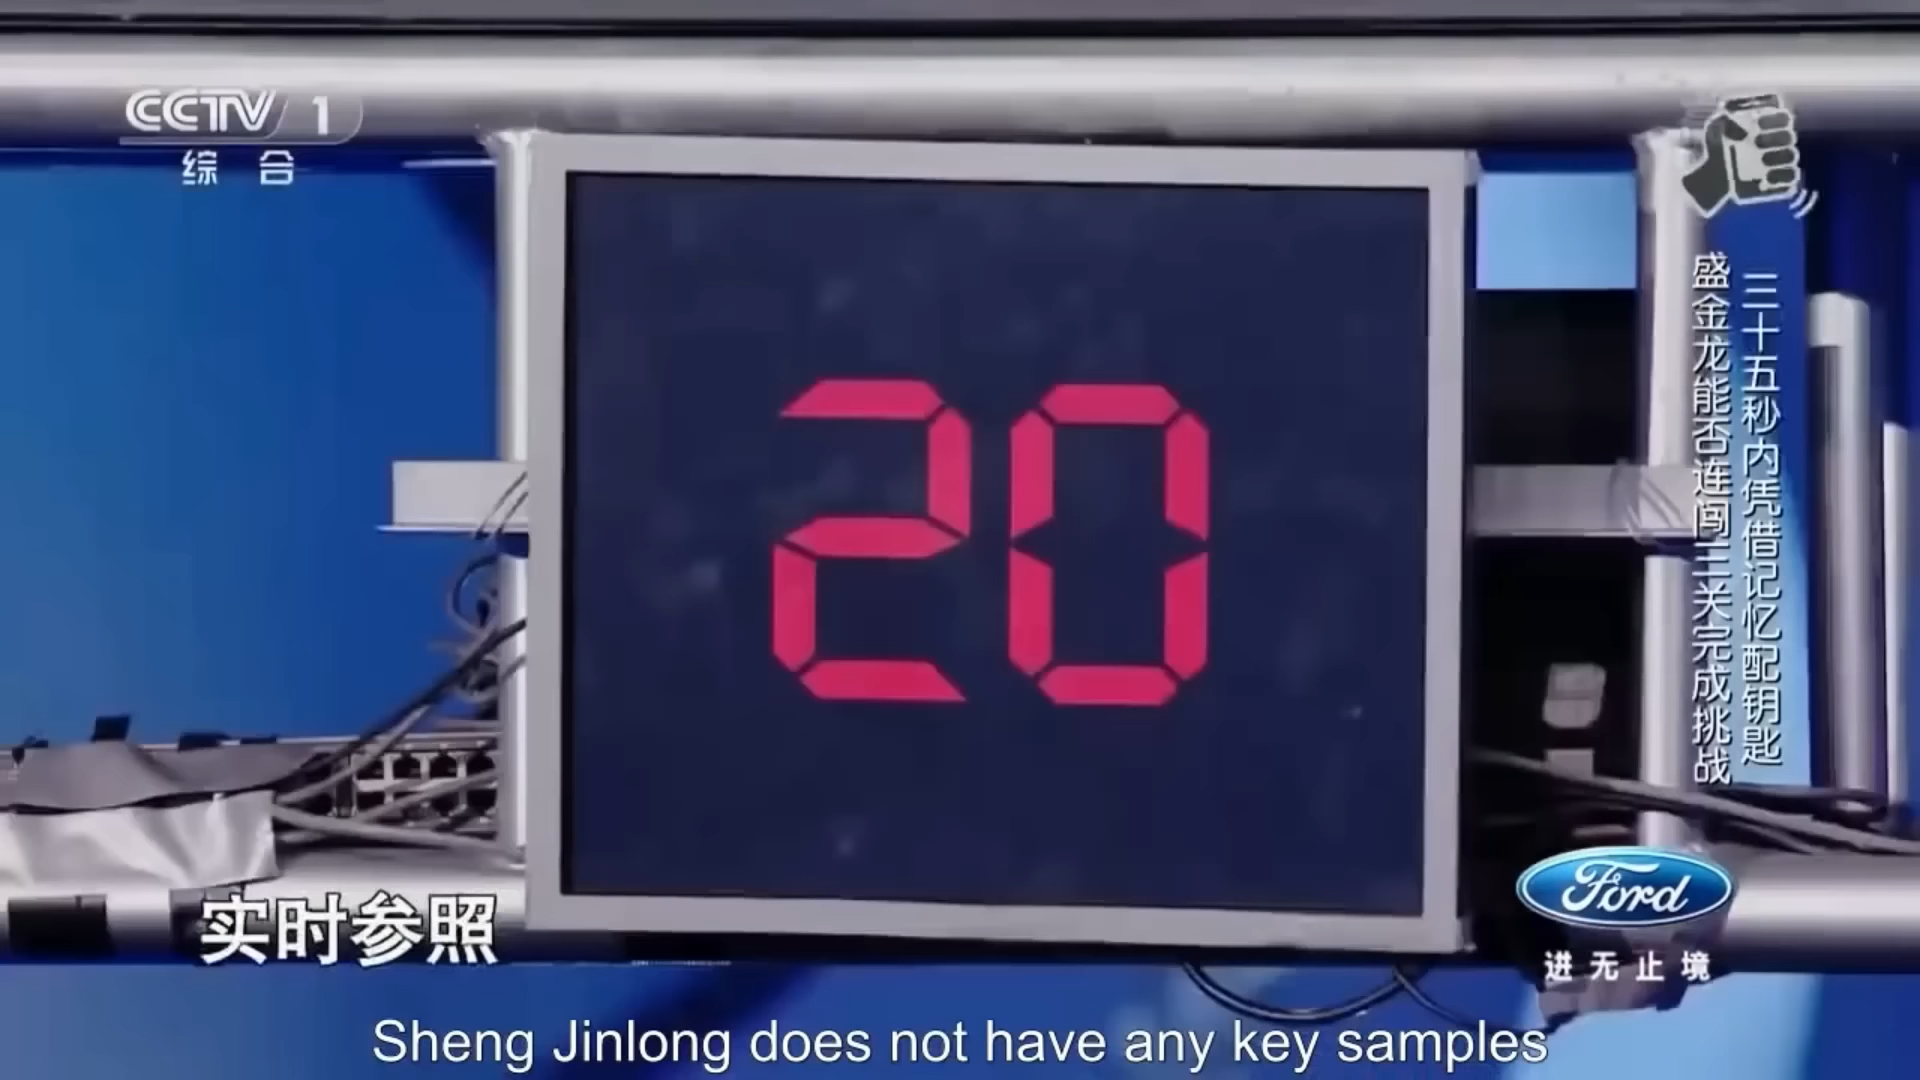 CCTV 1
综合
三十五秒内凭借记忆配钥匙
盛金龙能否连闯三关完成挑战
20
实时参照
Ford
进无止境
Sheng Jinlong does not have any key samples